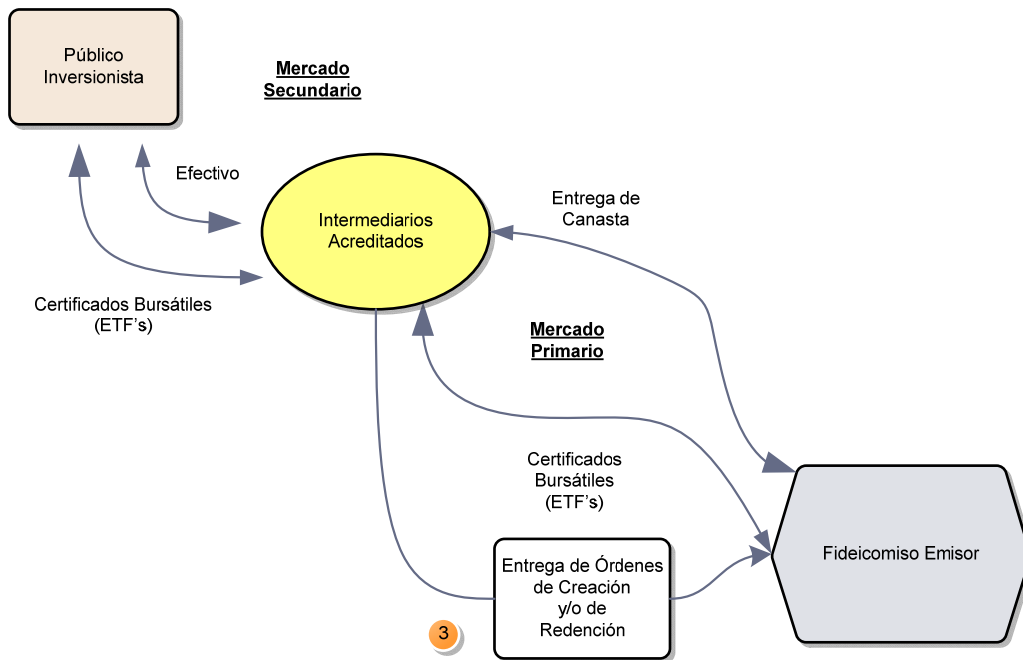 Público
Inversionista
Mercado
Secundario
Efectivo
Intermediarios
Acreditados
Entrega de
Canasta
Certificados Bursátiles
(ETF's)
Mercado
Primario
Certificados
Bursátiles
(ETF's)
Fideicomiso Emisor
Entrega de Órdenes
de Creación
y/o de
Redención
3